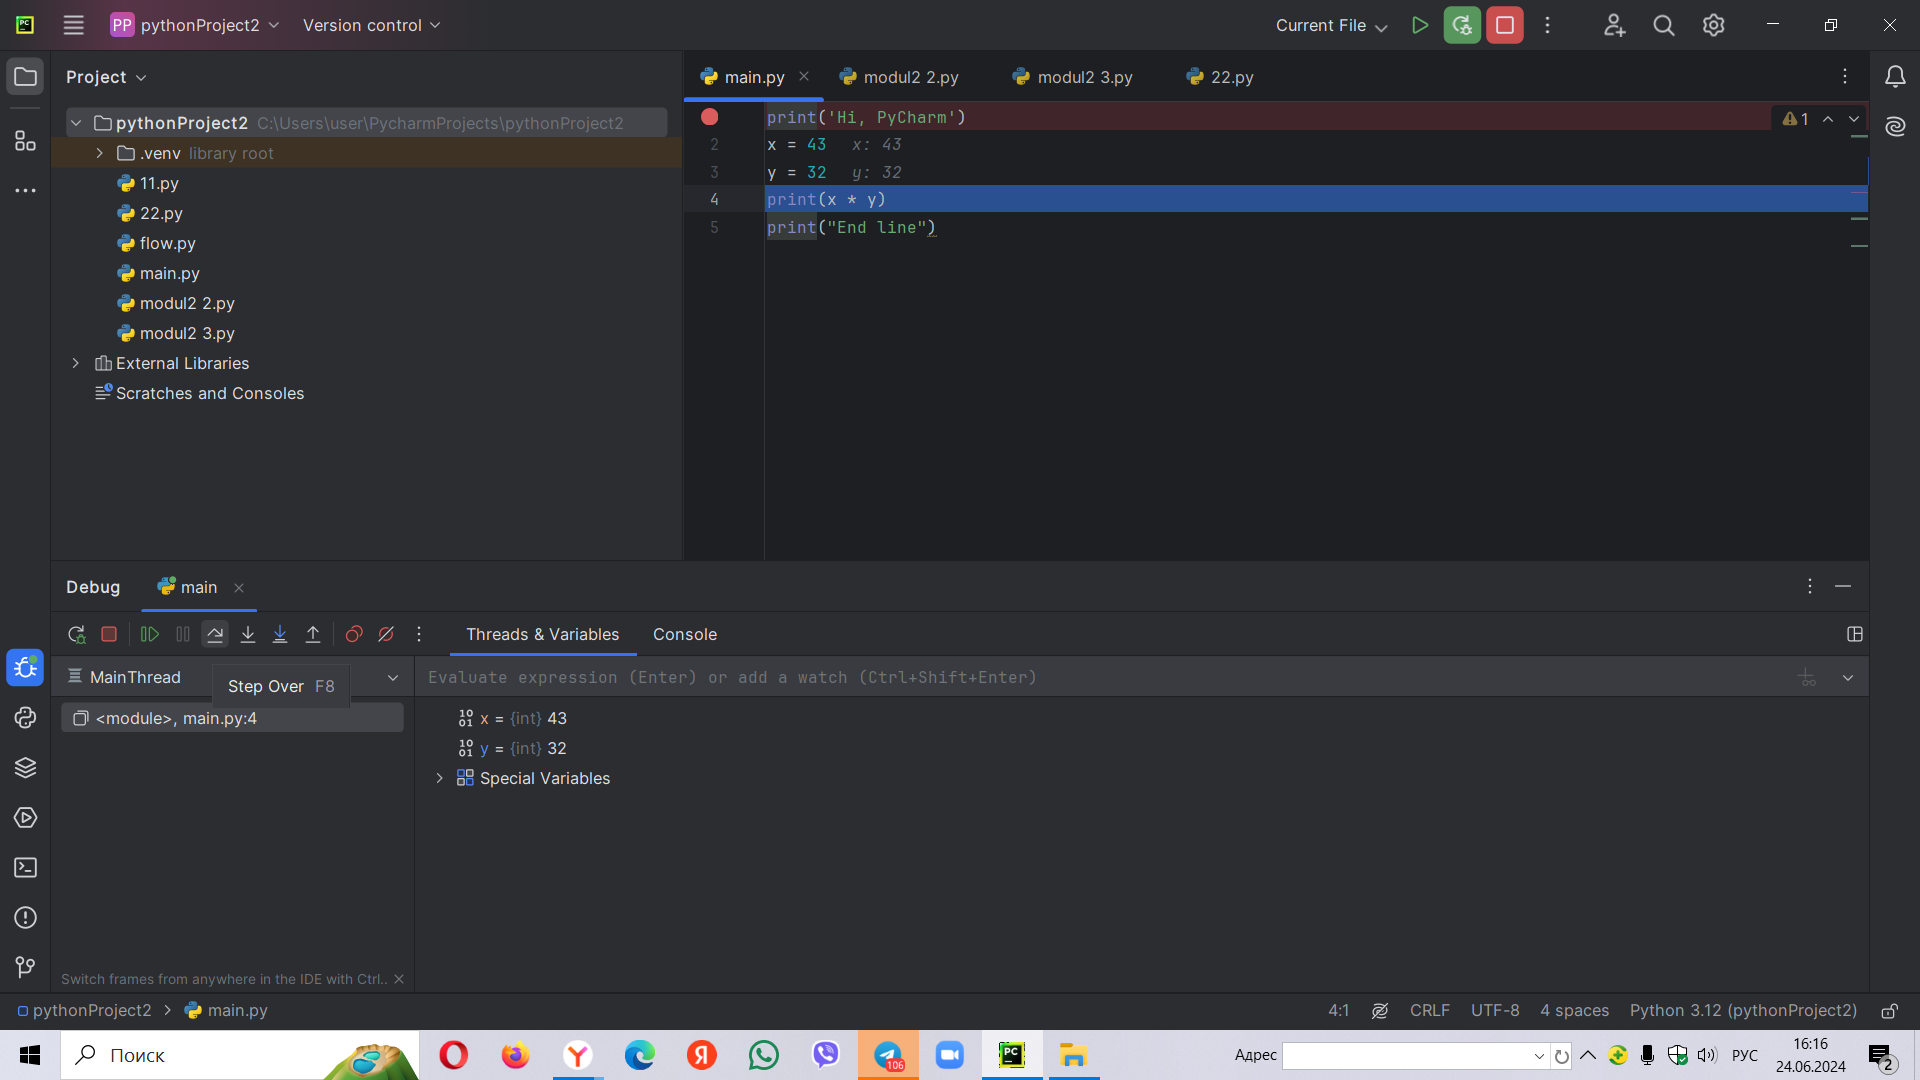 PC
PP pythonProject2 Version control Current File
Project
main.py modul2 2.py modul2 3.py 22.py
pythonProject2 C:\Users\user\PycharmProjects\pythonProject2
.venv library root
11.py
22.py
flow.py
main.py
modul2 2.py
modul2 3.py
External Libraries
Scratches and Consoles
print('Hi, PyCharm') 1
2 x = 43 x: 43
3 y = 32 y: 32
4 print(x * y)
5 print("End line")
Debug main
Threads & Variables Console
MainThread
Step Over F8
<module>, main.py:4
Evaluate expression (Enter) or add a watch (Ctrl+Shift+Enter)
x = {int} 43
y = {int} 32
Special Variables
Switch frames from anywhere in the IDE with Ctrl..
pythonProject2 > main.py 4:1 CRLF UTF-8 4 spaces Python 3.12 (pythonProject2)
Поиск
Я
106
PC
Адрес
РУС
16:16
24.06.2024
2